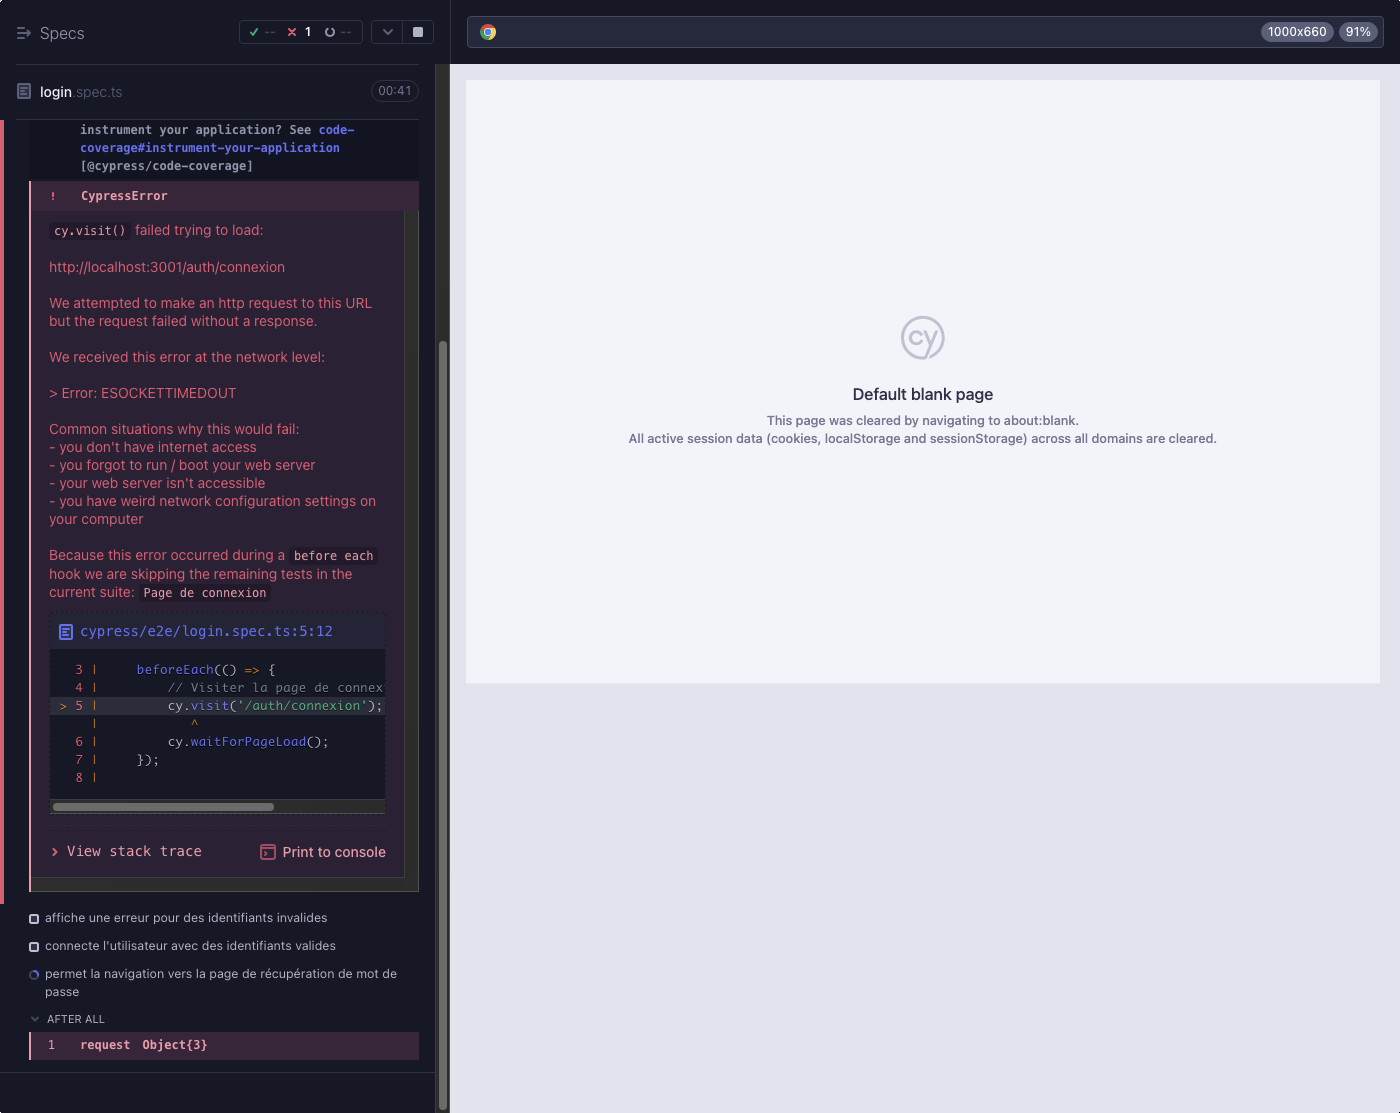 Specs
-- 1 --
1000x660 91%
login.spec.ts 00:41
instrument your application? See code-
coverage#instrument-your-application
[@cypress/code-coverage]
! CypressError
cy.visit() failed trying to load:
http://localhost:3001/auth/connexion
We attempted to make an http request to this URL
but the request failed without a response.
We received this error at the network level:
> Error: ESOCKETTIMEDOUT
Common situations why this would fail:
- you don't have internet access
- you forgot to run / boot your web server
- your web server isn't accessible
- you have weird network configuration settings on
your computer
Because this error occurred during a before each
hook we are skipping the remaining tests in the
current suite: Page de connexion
cypress/e2e/login.spec.ts:5:12
3 | beforeEach(() => {
4 | // Visiter la page de connex
> 5 | cy.visit('/auth/connexion');
| ^
6 | cy.waitForPageLoad();
7 | });
8 |
View stack trace Print to console
affiche une erreur pour des identifiants invalides
connecte l'utilisateur avec des identifiants valides
permet la navigation vers la page de récupération de mot de
passe
AFTER ALL
1 request Object{3}
cy
Default blank page
This page was cleared by navigating to about:blank.
All active session data (cookies, localStorage and sessionStorage) across all domains are cleared.